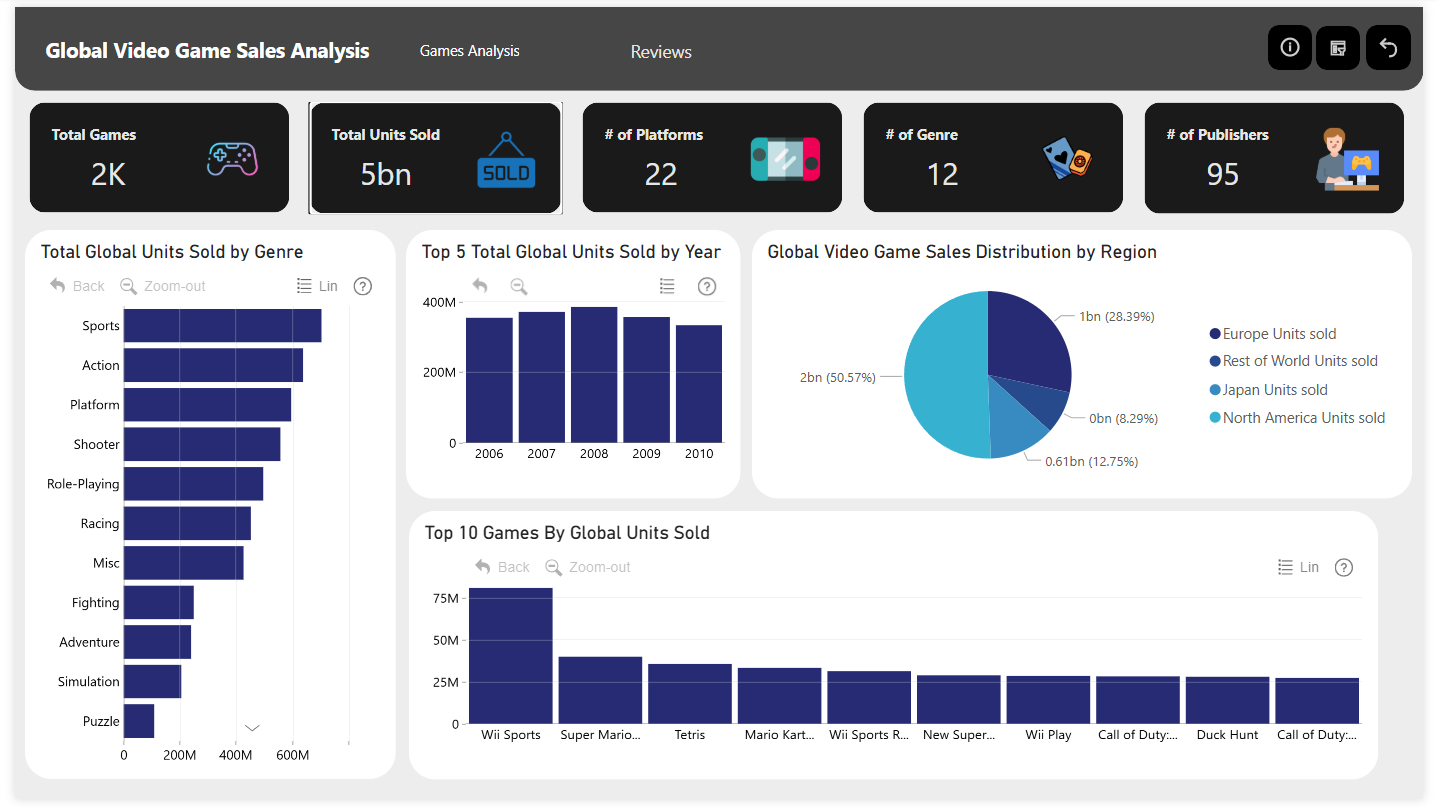 Global Video Game Sales Analysis
Games Analysis
Reviews
Total Games
2K
Total Units Sold
5bn
SOLD
# of Platforms
22
# of Genre
12
# of Publishers
95
Total Global Units Sold by Genre
Back
Zoom-out
Lin
?
Sports
Action
Platform
Shooter
Role-Playing
Racing
Misc
Fighting
Adventure
Simulation
Puzzle
0
200M
400M
600M
Top 5 Total Global Units Sold by Year
?
400M
200M
0
2006
2007
2008
2009
2010
Global Video Game Sales Distribution by Region
1bn (28.39%)
0bn (8.29%)
0.61bn (12.75%)
2bn (50.57%)
Europe Units sold
Rest of World Units sold
Japan Units sold
North America Units sold
Top 10 Games By Global Units Sold
Back
Zoom-out
Lin
?
75M
50M
25M
0
Wii Sports
Super Mario...
Tetris
Mario Kart...
Wii Sports R...
New Super...
Wii Play
Call of Duty:...
Duck Hunt
Call of Duty:...